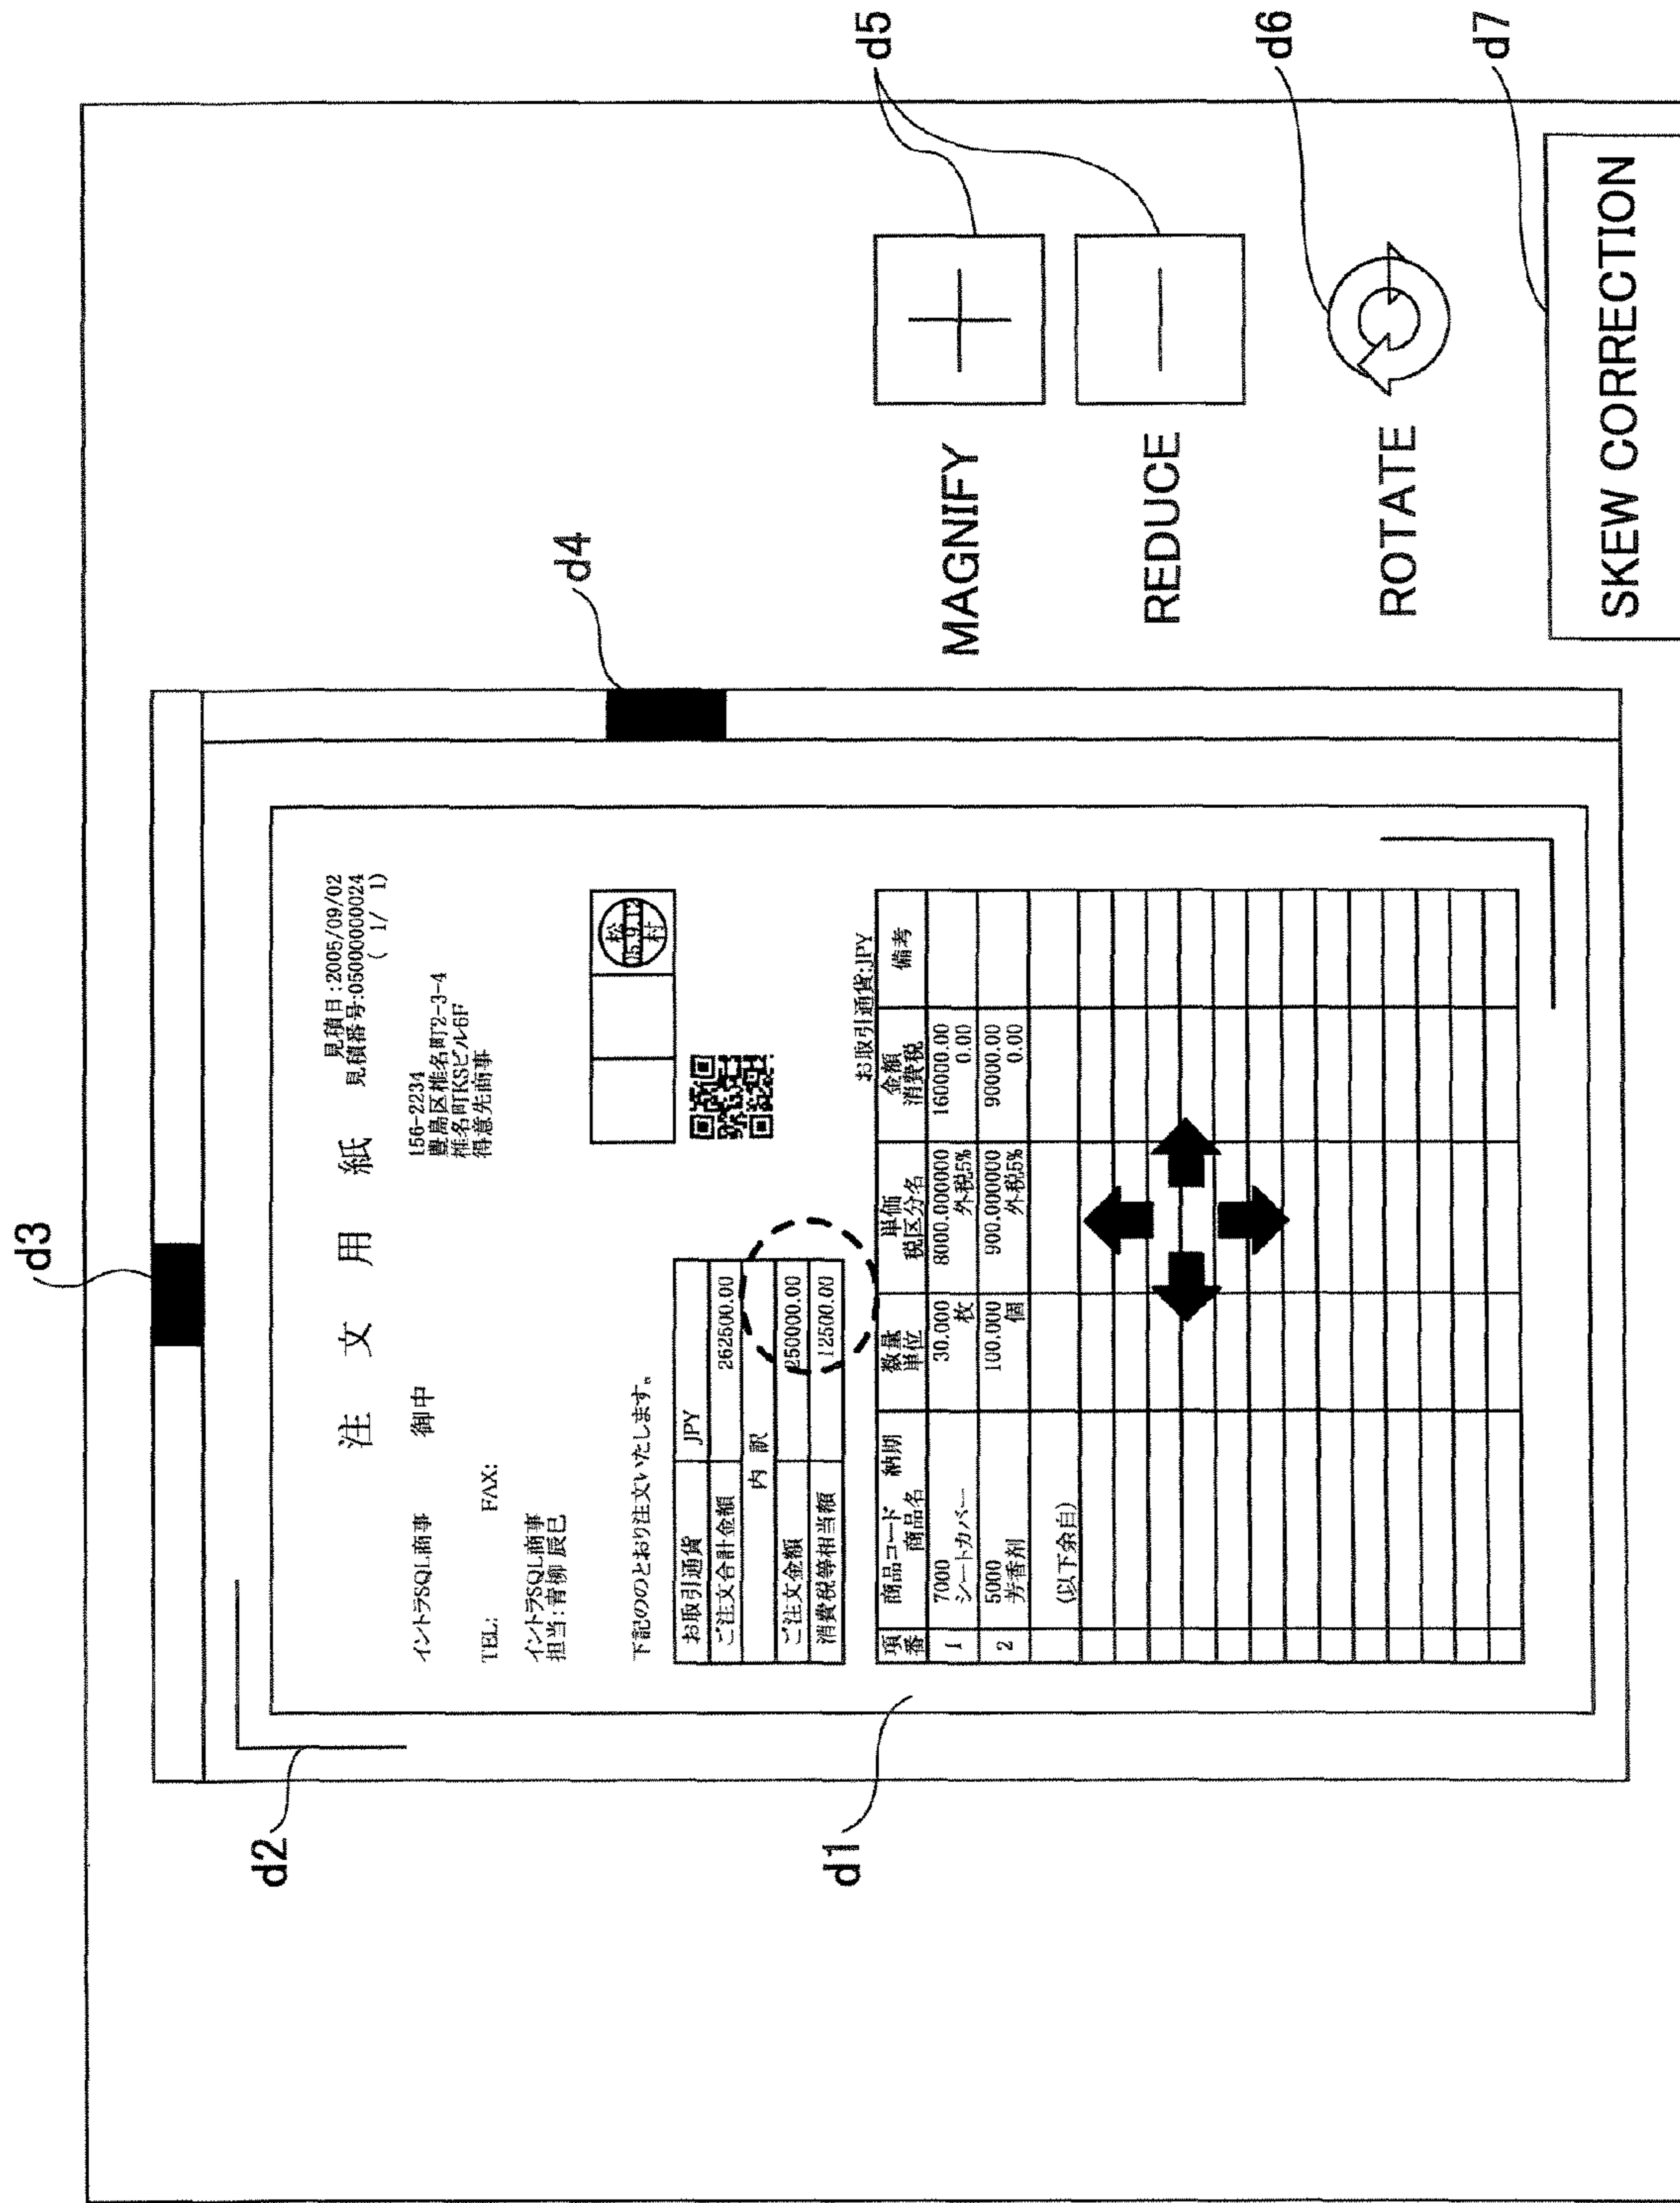 d3
d2
注文用紙
見積日:2005/09/02
見積番号:05000000024
( 1/ 1)
イントラSQL商事 御中
156-2234
豊島区椎名町2-3-4
椎名町KSビル6F
得意先商事
TEL: FAX:
イントラSQL商事
担当:青柳 辰巳
下記ののとおり注文いたします。
松
05.9.12
村
お取引通貨 JPY
ご注文合計金額 262500.00
内 訳
ご注文金額 250000.00
消費税等相当額 12500.00
お取引通貨:JPY
項番 商品コード 納期 数量 単価 金額 備考
商品名 単位 税区分名 消費税
1 7000 30.000 8000.000000 160000.00
シートカバー 枚 外税5% 0.00
2 5000 100.000 900.000000 90000.00
芳香剤 個 外税5% 0.00
(以下余白)
d1
d4
d5
MAGNIFY
REDUCE
d6
ROTATE
d7
SKEW CORRECTION